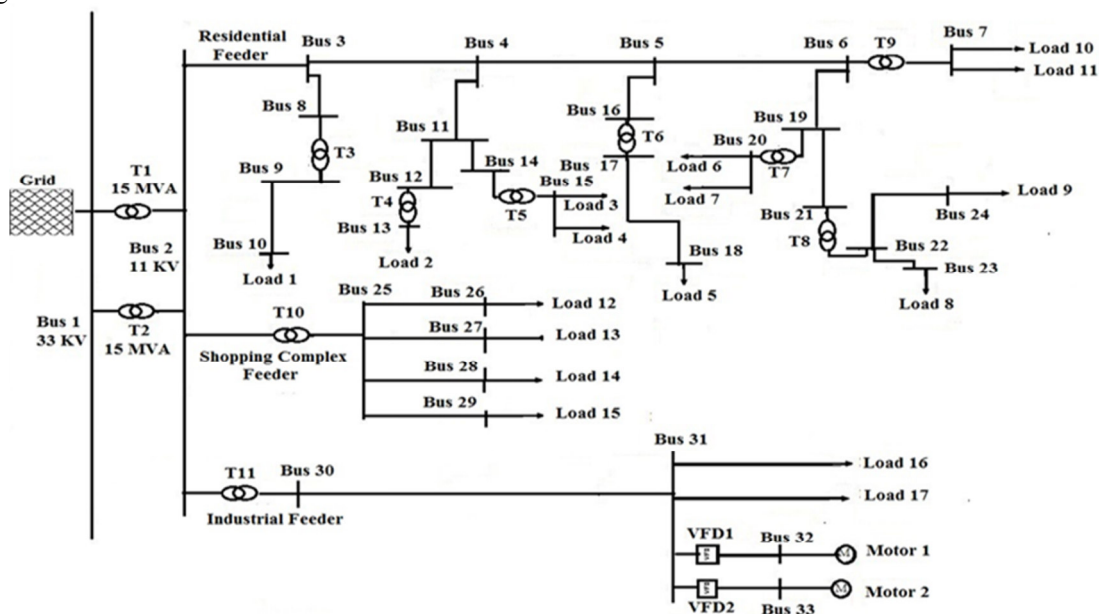 Residential
Feeder
Bus 3
Bus 4
Bus 5
Bus 6
T9
Bus 7
Load 10
Load 11
Bus 8
T3
Bus 9
Bus 10
Load 1
Bus 11
Bus 12
T4
Bus 13
Load 2
Bus 14
T5
Bus 15
Load 3
Load 4
Bus 16
T6
Bus 17
Bus 18
Load 5
Bus 19
Bus 20
T7
Load 6
Load 7
Bus 21
T8
Bus 22
Bus 23
Load 8
Bus 24
Load 9
Grid
T1
15 MVA
Bus 2
11 KV
Bus 1
33 KV
T2
15 MVA
T10
Shopping Complex
Feeder
Bus 25
Bus 26
Load 12
Bus 27
Load 13
Bus 28
Load 14
Bus 29
Load 15
T11
Bus 30
Industrial Feeder
Bus 31
Load 16
Load 17
VFD1
Bus 32
M
Motor 1
VFD2
Bus 33
M
Motor 2